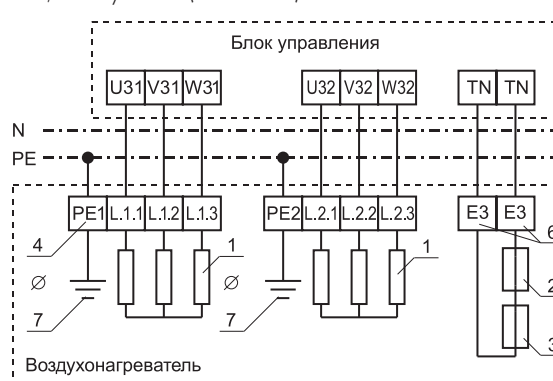 Блок управления
U31 V31 W31 U32 V32 W32 TN TN
N
PE
PE1 L.1.1 L.1.2 L.1.3 PE2 L.2.1 L.2.2 L.2.3 E3 E3
4 1 1 6
Ø Ø 2
7 7
3
Воздухонагреватель